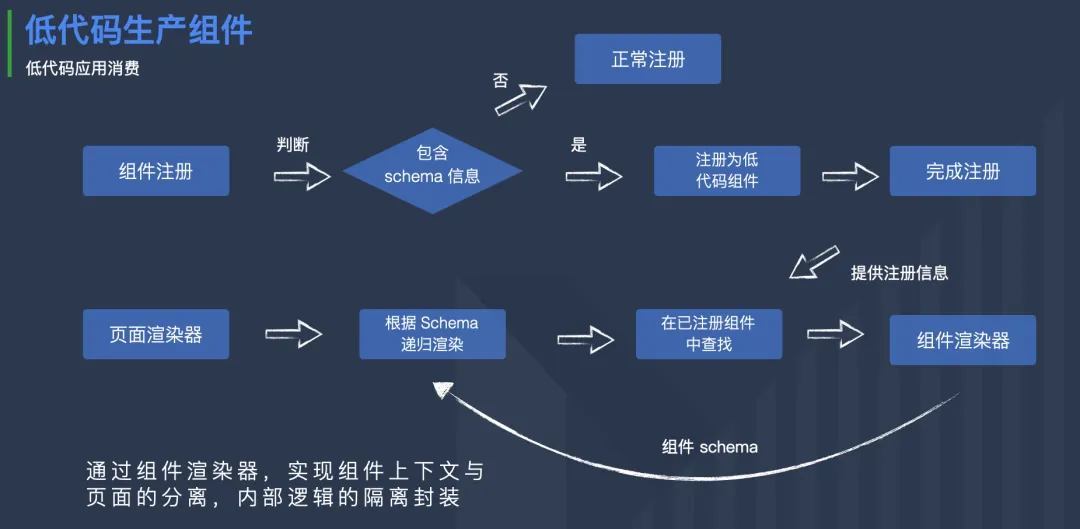 低代码生产组件
低代码应用消费
正常注册
否
判断
是
组件注册
包含
schema 信息
注册为低
代码组件
完成注册
提供注册信息
页面渲染器
根据 Schema
递归渲染
在已注册组件
中查找
组件渲染器
组件 schema
通过组件渲染器，实现组件上下文与
页面的分离，内部逻辑的隔离封装